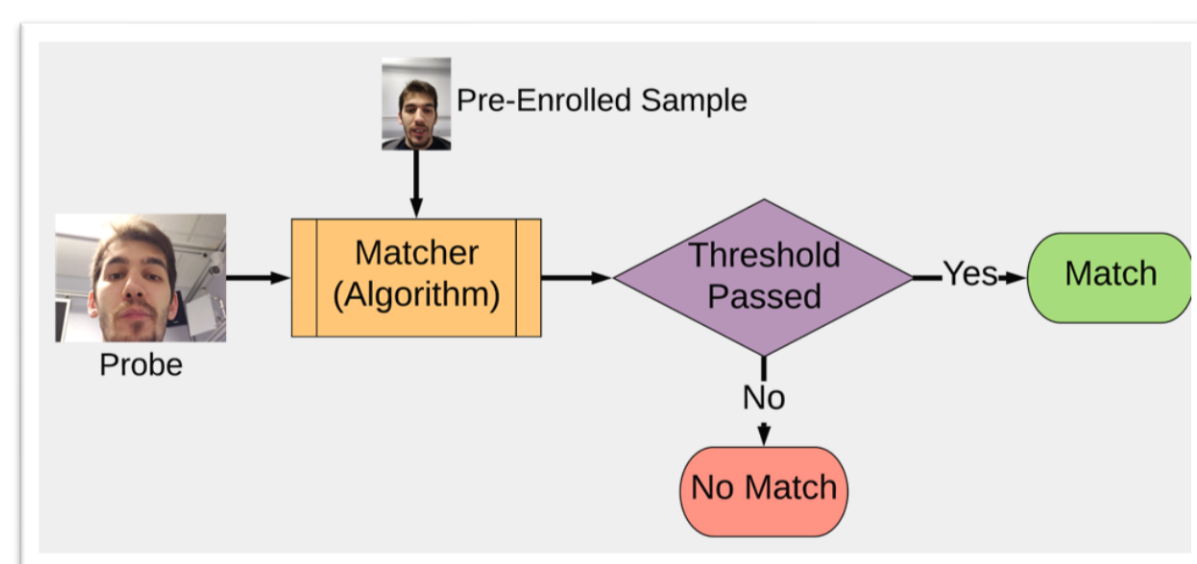 Pre-Enrolled Sample
Probe
Matcher
(Algorithm)
Threshold
Passed
Yes
Match
No
No Match